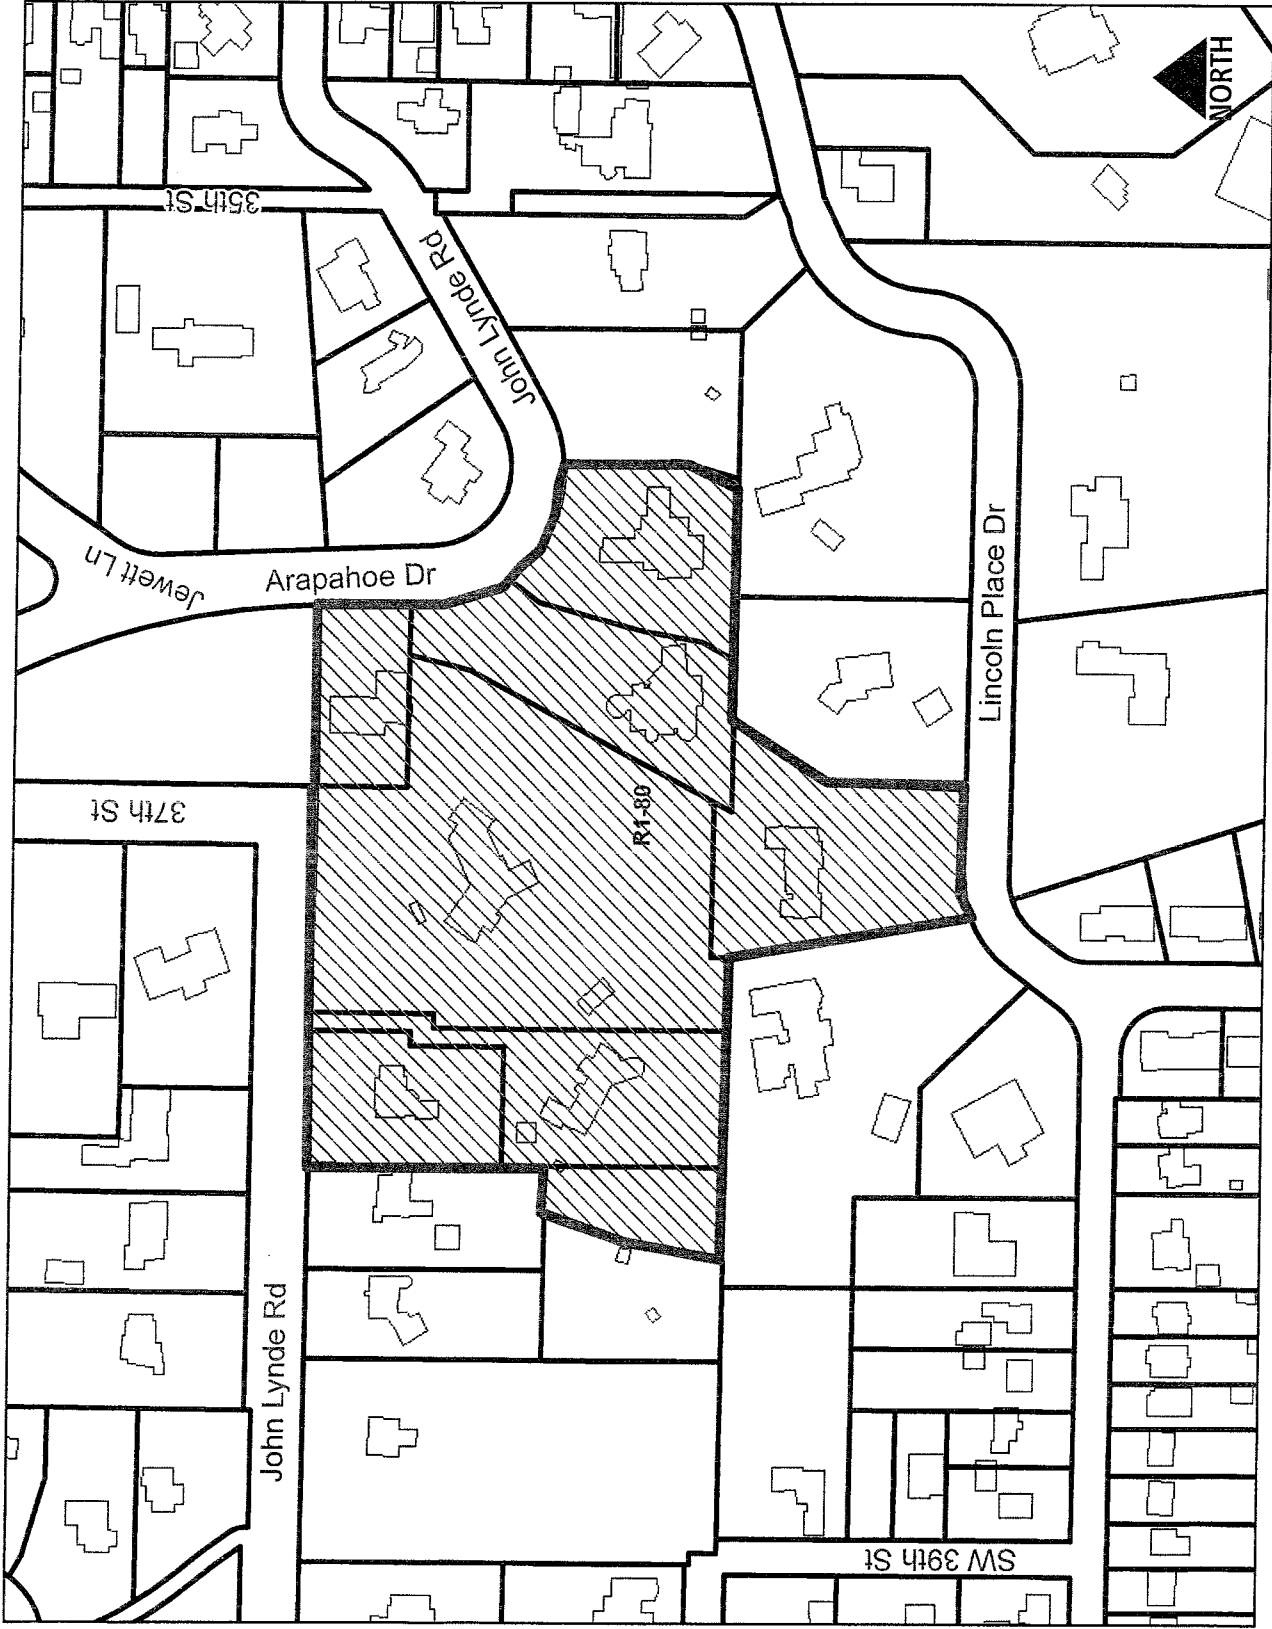 NORTH
35th St
John Lynde Rd
Jewett Ln
Arapahoe Dr
Lincoln Place Dr
37th St
R1-80
John Lynde Rd
SW 39th St